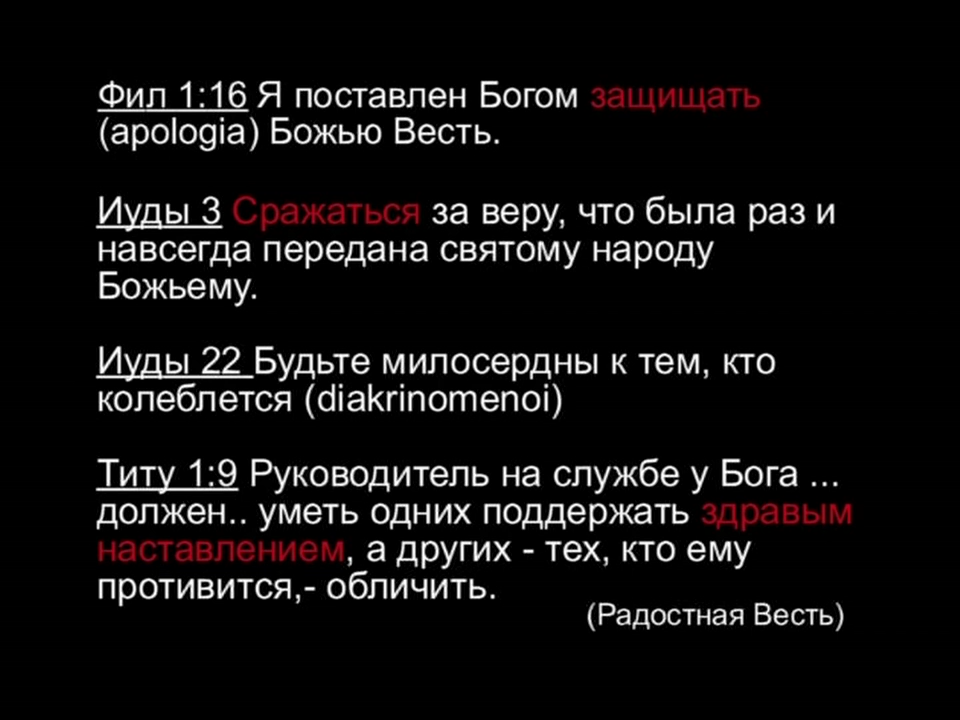 Фил 1:16 Я поставлен Богом защищать
(apologia) Божью Весть.
Иуды 3 Сражаться за веру, что была раз и
навсегда передана святому народу
Божьему.
Иуды 22 Будьте милосердны к тем, кто
колеблется (diakrinomenoi)
Титу 1:9 Руководитель на службе у Бога ...
должен.. уметь одних поддержать здравым
наставлением, а других - тех, кто ему
противится,- обличить.
(Радостная Весть)